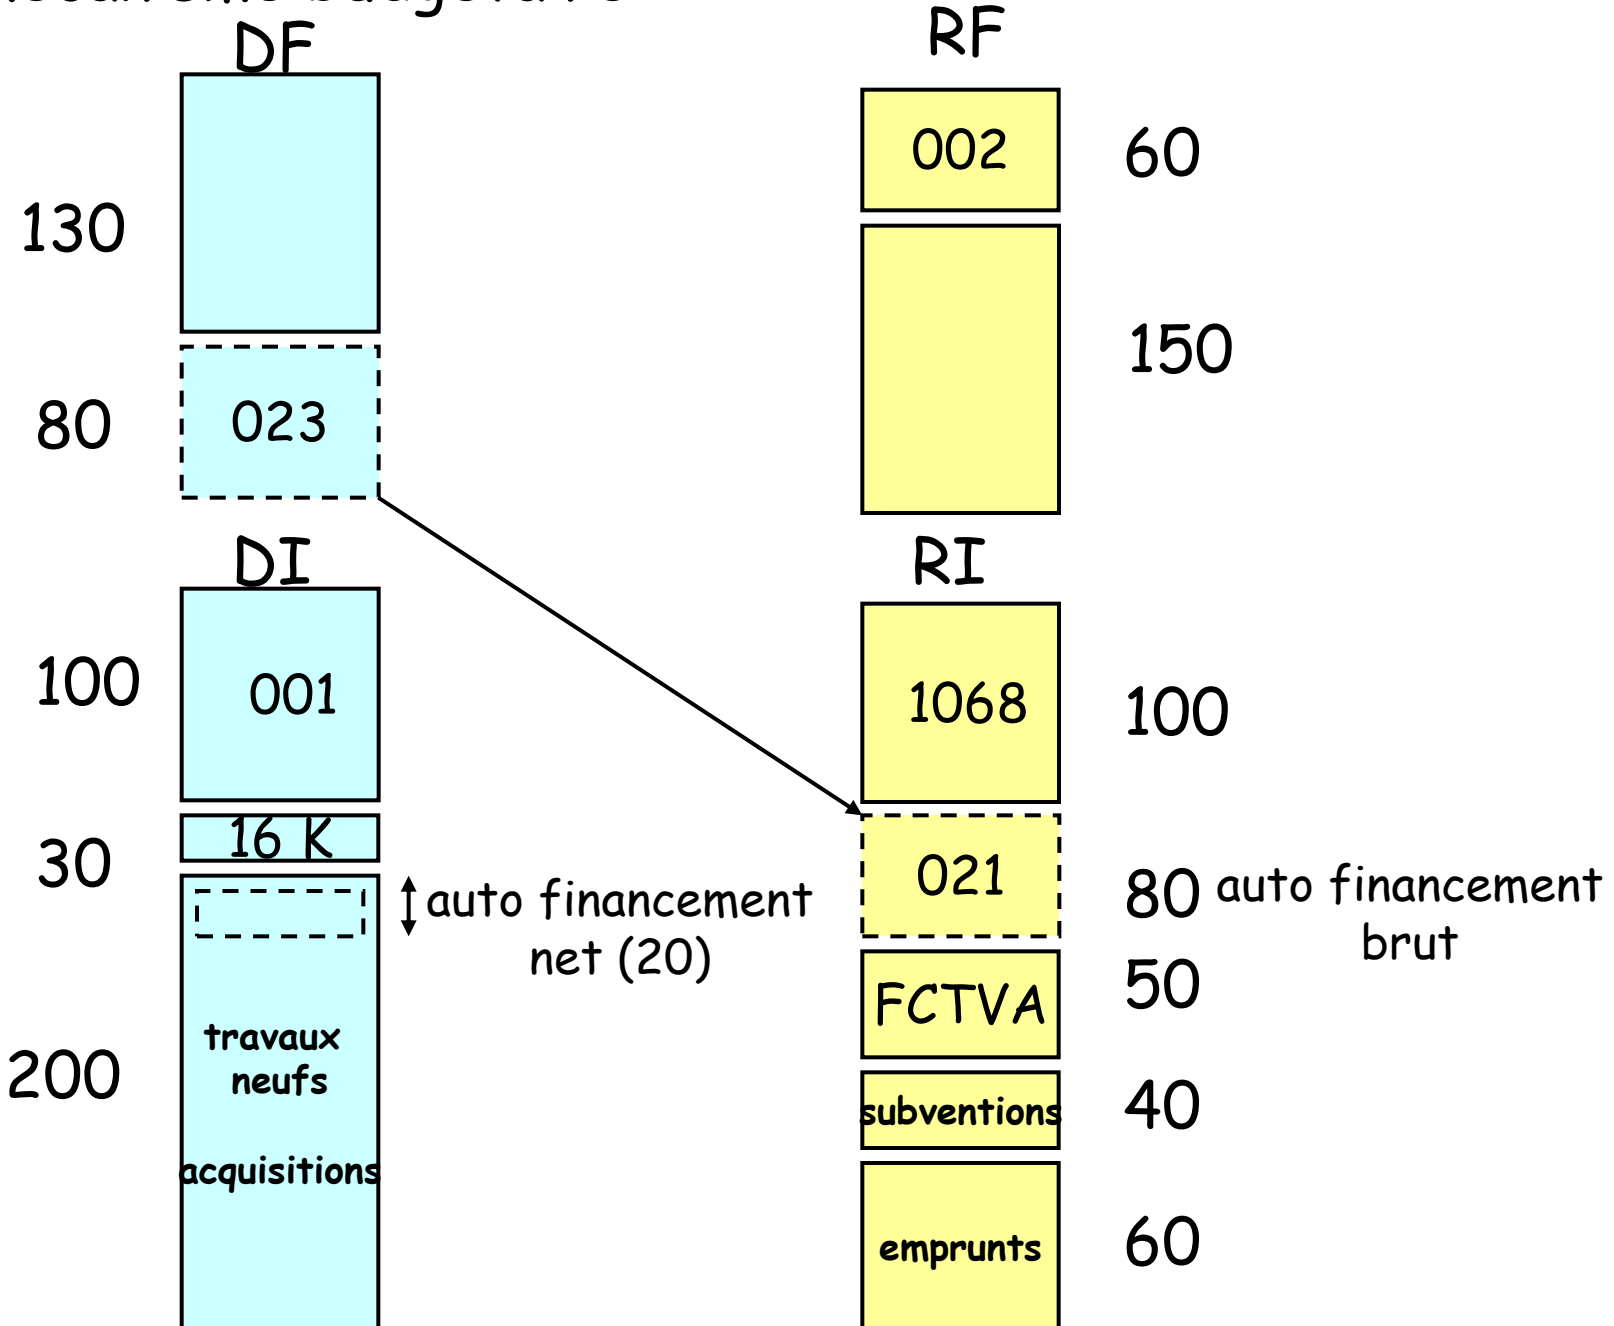 DF
RF
002
60
130
150
80
023
DI
RI
100
001
1068
100
16 K
30
021
80 auto financement
brut
auto financement
net (20)
50
FCTVA
travaux
neufs
200
40
subventions
acquisitions
emprunts
60